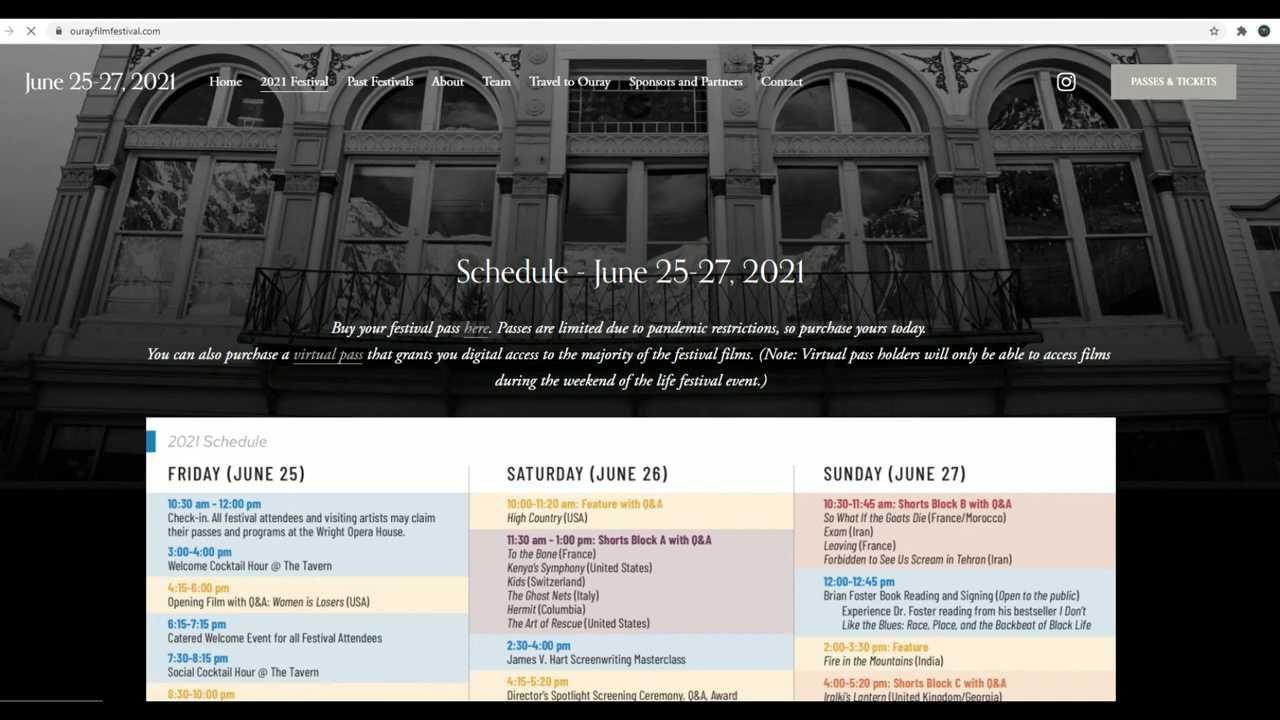 ourayfilmfestival.com
June 25-27, 2021
Home 2021 Festival Past Festivals About Team Travel to Ouray Sponsors and Partners Contact
PASSES & TICKETS
Schedule - June 25-27, 2021
Buy your festival pass here. Passes are limited due to pandemic restrictions, so purchase yours today.
You can also purchase a virtual pass that grants you digital access to the majority of the festival films. (Note: Virtual pass holders will only be able to access films
during the weekend of the life festival event.)
2021 Schedule
FRIDAY (JUNE 25)
10:30 am - 12:00 pm
Check-in. All festival attendees and visiting artists may claim
their passes and programs at the Wright Opera House.
3:00-4:00 pm
Welcome Cocktail Hour @ The Tavern
4:15-6:00 pm
Opening Film with Q&A: Women is Losers (USA)
6:15-7:15 pm
Catered Welcome Event for all Festival Attendees
7:30-8:15 pm
Social Cocktail Hour @ The Tavern
8:30-10:00 pm
SATURDAY (JUNE 26)
10:00-11:20 am: Feature with Q&A
High Country (USA)
11:30 am - 1:00 pm: Shorts Block A with Q&A
To the Bone (France)
Kenya's Symphony (United States)
Kids (Switzerland)
The Ghost Nets (Italy)
Hermit (Columbia)
The Art of Rescue (United States)
2:30-4:00 pm
James V. Hart Screenwriting Masterclass
4:15-5:20 pm
Director's Spotlight Screening Ceremony, Q&A, Award
SUNDAY (JUNE 27)
10:30-11:45 am: Shorts Block B with Q&A
So What If the Goats Die (France/Morocco)
Exam (Iran)
Leaving (France)
Forbidden to See Us Scream in Tehran (Iran)
12:00-12:45 pm
Brian Foster Book Reading and Signing (Open to the public)
Experience Dr. Foster reading from his bestseller I Don't
Like the Blues: Race, Place, and the Backbeat of Black Life
2:00-3:30 pm: Feature
Fire in the Mountains (India)
4:00-5:20 pm: Shorts Block C with Q&A
Iralki's Lantern (United Kingdom/Georgia)